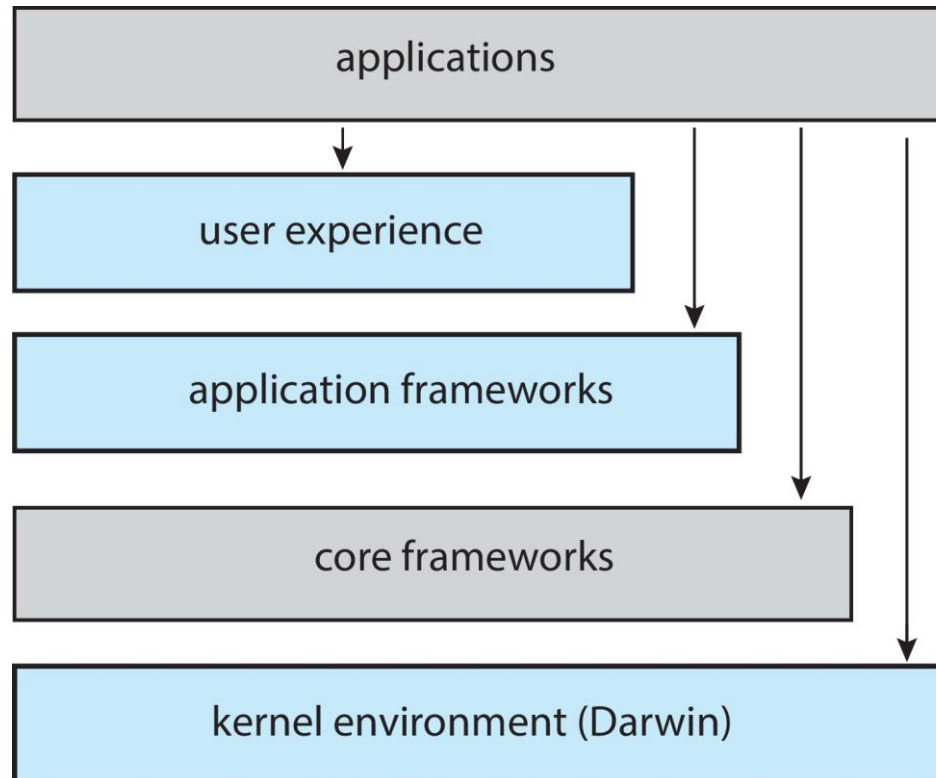 applications
user experience
application frameworks
core frameworks
kernel environment (Darwin)